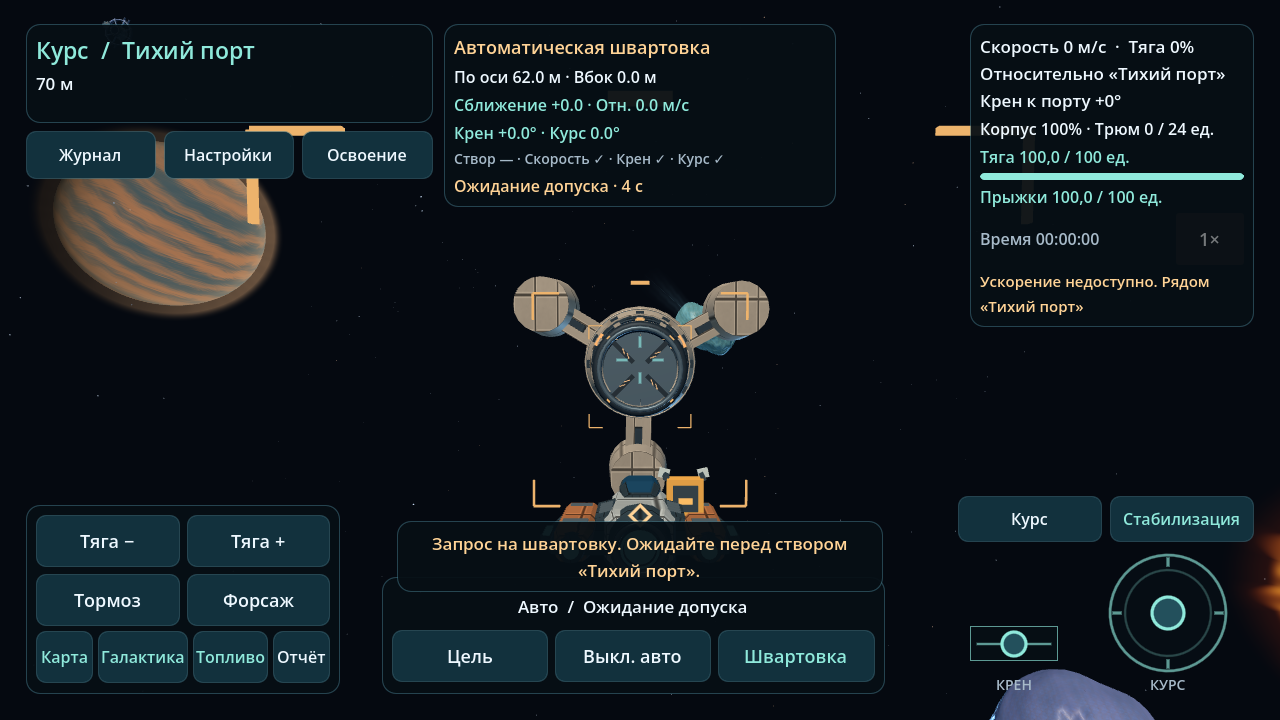 Курс / Тихий порт
70 м
Журнал
Настройки
Освоение
Автоматическая швартовка
По оси 62.0 м · Вбок 0.0 м
Сближение +0.0 · Отн. 0.0 м/с
Крен +0.0° · Курс 0.0°
Створ — · Скорость ✓ · Крен ✓ · Курс ✓
Ожидание допуска · 4 с
Скорость 0 м/с · Тяга 0%
Относительно «Тихий порт»
Крен к порту +0°
Корпус 100% · Трюм 0 / 24 ед.
Тяга 100,0 / 100 ед.
Прыжки 100,0 / 100 ед.
Время 00:00:00
1×
Ускорение недоступно. Рядом
«Тихий порт»
Тяга −
Тяга +
Тормоз
Форсаж
Карта
Галактика
Топливо
Отчёт
Запрос на швартовку. Ожидайте перед створом
«Тихий порт».
Авто / Ожидание допуска
Цель
Выкл. авто
Швартовка
Курс
Стабилизация
КРЕН
КУРС